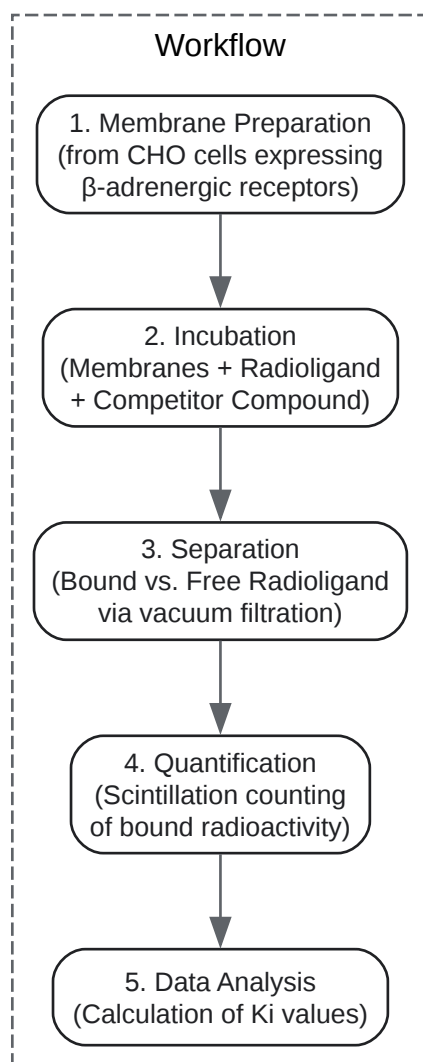 Workflow
1. Membrane Preparation
(from CHO cells expressing
β-adrenergic receptors)
2. Incubation
(Membranes + Radioligand
+ Competitor Compound)
3. Separation
(Bound vs. Free Radioligand
via vacuum filtration)
4. Quantification
(Scintillation counting
of bound radioactivity)
5. Data Analysis
(Calculation of Ki values)